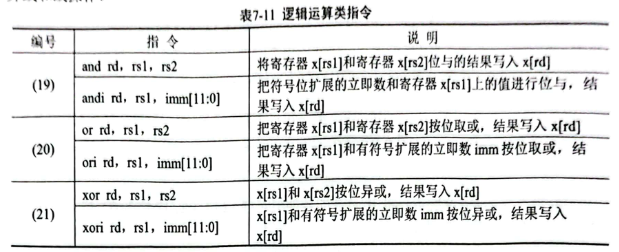 表7-11 逻辑运算类指令
编号 指令 说明
(19) and rd, rs1, rs2 将寄存器 x[rs1]和寄存器 x[rs2]位与的结果写入 x[rd]
andi rd, rs1, imm[11:0] 把符号位扩展的立即数和寄存器 x[rs1]上的值进行位与，结
果写入 x[rd]
(20) or rd, rs1, rs2 把寄存器 x[rs1]和寄存器 x[rs2]按位取或，结果写入 x[rd]
ori rd, rs1, imm[11:0] 把寄存器 x[rs1]和有符号扩展的立即数 imm 按位取或，结
果写入 x[rd]
(21) xor rd, rs1, rs2 x[rs1]和 x[rs2]按位异或，结果写入 x[rd]
xori rd, rs1, imm[11:0] x[rs1]和有符号扩展的立即数 imm 按位异或，结果写入
x[rd]